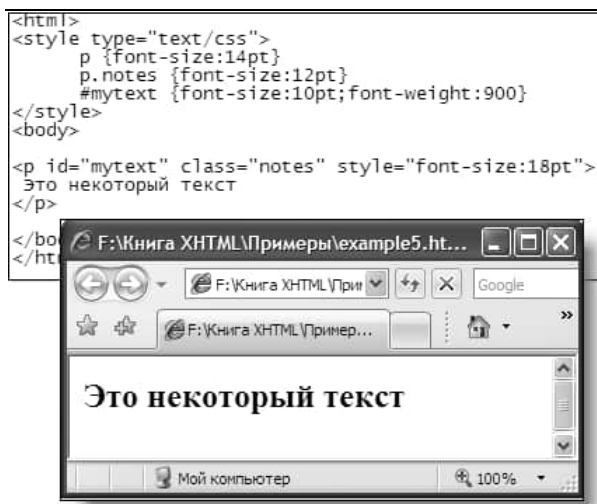 <html>
<style type="text/css">
p {font-size:14pt}
p.notes {font-size:12pt}
#mytext {font-size:10pt;font-weight:900}
</style>
<body>
<p id="mytext" class="notes" style="font-size:18pt">
Это некоторый текст
</p>
</bo
</htm
F:\Книга XHTML\Примеры\example5.ht...
F:\Книга XHTML\При
Google
F:\Книга XHTML\Пример...
Это некоторый текст
Мой компьютер
100%